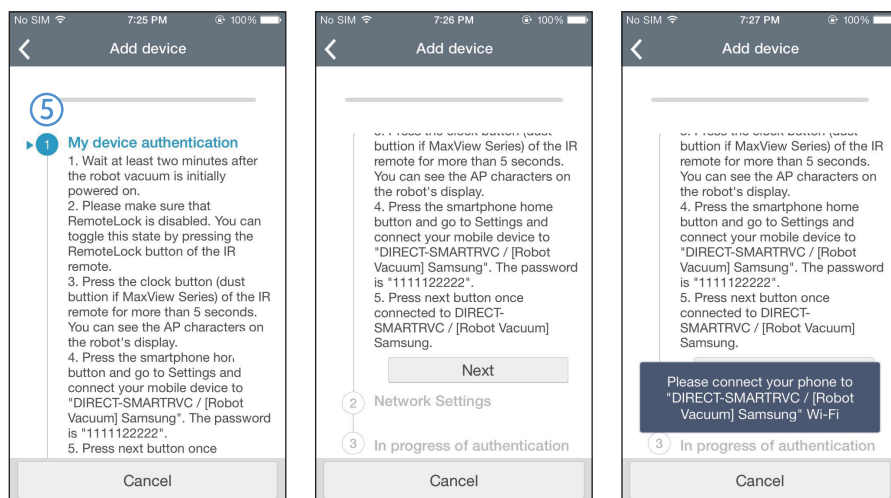 No SIM 7:25 PM 100%
Add device
5
1 My device authentication
1. Wait at least two minutes after
the robot vacuum is initially
powered on.
2. Please make sure that
RemoteLock is disabled. You can
toggle this state by pressing the
RemoteLock button of the IR
remote.
3. Press the clock button (dust
buttion if MaxView Series) of the IR
remote for more than 5 seconds.
You can see the AP characters on
the robot's display.
4. Press the smartphone
button and go to Settings and
connect your mobile device to
"DIRECT-SMARTRVC / [Robot
Vacuum] Samsung". The password
is "1111122222".
5. Press next button once
Cancel
No SIM 7:26 PM 100%
Add device
buttion if MaxView Series) of the IR
remote for more than 5 seconds.
You can see the AP characters on
the robot's display.
4. Press the smartphone home
button and go to Settings and
connect your mobile device to
"DIRECT-SMARTRVC / [Robot
Vacuum] Samsung". The password
is "1111122222".
5. Press next button once
connected to DIRECT-
SMARTRVC / [Robot Vacuum]
Samsung.
Next
2 Network Settings
3 In progress of authentication
Cancel
No SIM 7:27 PM 100%
Add device
buttion if MaxView Series) of the IR
remote for more than 5 seconds.
You can see the AP characters on
the robot's display.
4. Press the smartphone home
button and go to Settings and
connect your mobile device to
"DIRECT-SMARTRVC / [Robot
Vacuum] Samsung". The password
is "1111122222".
5. Press next button once
connected to DIRECT-
SMARTRVC / [Robot Vacuum]
Samsung.
Please connect your phone to
"DIRECT-SMARTRVC / [Robot
Vacuum] Samsung" Wi-Fi
3 In progress of authentication
Cancel